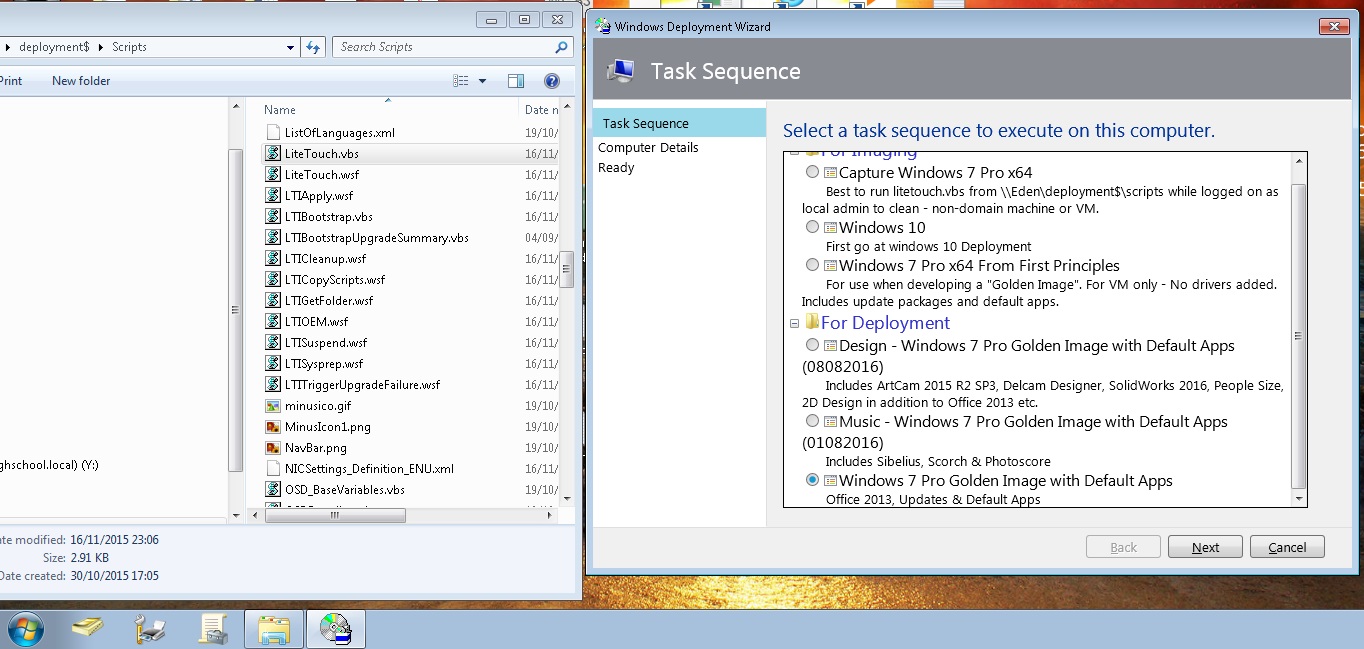 deployment$ Scripts
Search Scripts
Print New folder
Name Date n
ListOfLanguages.xml 19/10/
LiteTouch.vbs 16/11/
LiteTouch.wsf 16/11/
LTIApply.wsf 16/11/
LTIBootstrap.vbs 16/11/
LTIBootstrapUpgradeSummary.vbs 04/09/
LTICleanup.wsf 16/11/
LTICopyScripts.wsf 16/11/
LTIGetFolder.wsf 16/11/
LTIOEM.wsf 16/11/
LTISuspend.wsf 16/11/
LTISysprep.wsf 16/11/
LTITriggerUpgradeFailure.wsf 16/11/
minusico.gif 19/10/
MinusIcon1.png 19/10/
NavBar.png 19/10/
NICSettings_Definition_ENU.xml 16/11/
OSD_BaseVariables.vbs 19/10/
ghschool.local) (Y:)
ate modified: 16/11/2015 23:06
Size: 2.91 KB
Date created: 30/10/2015 17:05
Windows Deployment Wizard
Task Sequence
Task Sequence
Computer Details
Ready
Select a task sequence to execute on this computer.
For Imaging
Capture Windows 7 Pro x64
Best to run litetouch.vbs from \\Eden\deployment$\scripts while logged on as
local admin to clean - non-domain machine or VM.
Windows 10
First go at windows 10 Deployment
Windows 7 Pro x64 From First Principles
For use when developing a "Golden Image". For VM only - No drivers added.
Includes update packages and default apps.
For Deployment
Design - Windows 7 Pro Golden Image with Default Apps
(08082016)
Includes ArtCam 2015 R2 SP3, Delcam Designer, SolidWorks 2016, People Size,
2D Design in addition to Office 2013 etc.
Music - Windows 7 Pro Golden Image with Default Apps
(01082016)
Includes Sibelius, Scorch & Photoscore
Windows 7 Pro Golden Image with Default Apps
Office 2013, Updates & Default Apps
Back Next Cancel